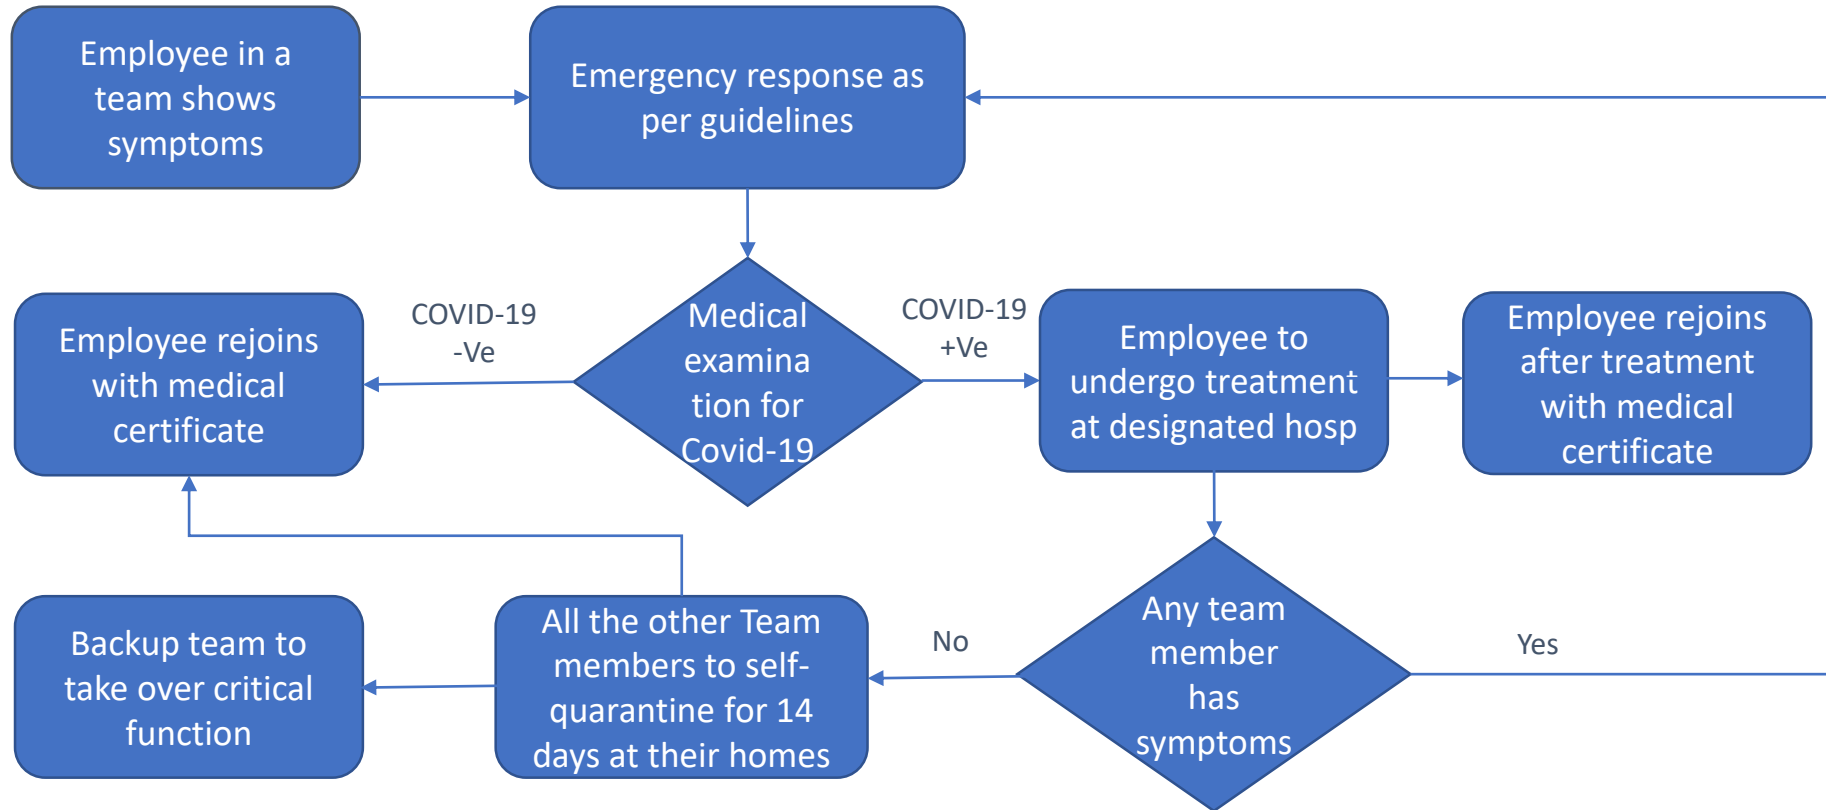 Employee in a
team shows
symptoms
Emergency response as
per guidelines
COVID-19
-Ve
Medical
examina
tion for
Covid-19
COVID-19
+Ve
Employee rejoins
with medical
certificate
Employee to
undergo treatment
at designated hosp
Employee rejoins
after treatment
with medical
certificate
Backup team to
take over critical
function
All the other Team
members to self-
quarantine for 14
days at their homes
No
Any team
member
has
symptoms
Yes